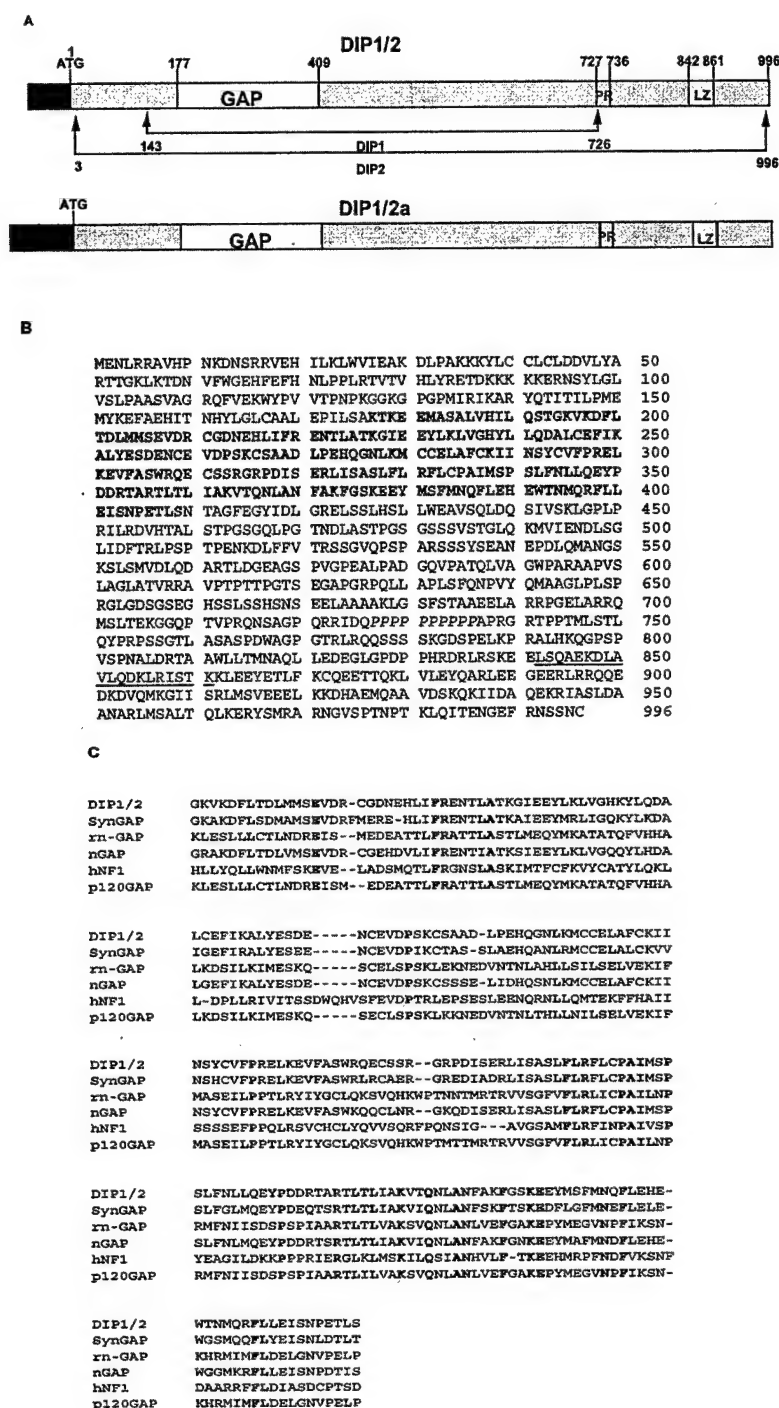 A
DIP1/2
1 177 409 727 736 842 861 996
ATG
GAP PR LZ
143 DIP1 726
3 DIP2 996
ATG DIP1/2a
GAP PR LZ
B
MENLRRAVHP NKDNSRRVEH ILKLWVIEAK DLPAKKKYLC CLCLDDVLYA 50
RTTGKLKTDN VFWGEHFEFH NLPPLRTVTV HLYRETDKKK KKERNSYLGL 100
VSLPAASVAG RQFVEKWYPV VTPNPKGGKG PGPMIRIKAR YQTITILPME 150
MYKEFAEHIT NHYLGLCAAL EPILSAKTKE EMASALVHIL QSTGKVKDFL 200
TDLMMSEVDR CGDNEHLIFR ENTLATKGIE EYLKLVGHYL LQDALCEFIK 250
ALYESDENCE VDPSKCSAAD LPEHQGNLKM CCELAFCKII NSYCVFPREL 300
KEVFASWRQE CSSRGRPDIS ERLISASLFL RFLCPAIMSP SLFNLLQEYP 350
DDRTARTLTL IAKVTQNLAN FAKFGSKEEY MSFMNQFLEH EWTNMQRFLL 400
EISNPETLSN TAGFEGYIDL GRELSSLHSL LWEAVSQLDQ SIVSKLGPLP 450
RILRDVHTAL STPGSGQLPG TNDLASTPGS GSSSVSTGLQ KMVIENDLSG 500
LIDFTRLPSP TPENKDLFFV TRSSGVQPSP ARSSSYSEAN EPDLQMANGS 550
KSLSMVDLQD ARTLDGEAGS PVGPEALPAD GQVPATQLVA GWPARAAPVS 600
LAGLATVRRA VPTPTTPGTS EGAPGRPQLL APLSFQNPVY QMAAGLPLSP 650
RGLGDSGSEG HSSLSSHSNS EELAAAAKLG SFSTAAEELA RRPGELARRQ 700
MSLTEKGGQP TVPRQNSAGP QRRIDQPPPP PPPPPPAPRG RTPPTMLSTL 750
QYPRPSSGTL ASASPDWAGP GTRLRQQSSS SKGDSPELKP RALHKQGPSP 800
VSPNALDRTA AWLLTMNAQL LEDEGLGPDP PHRDRLRSKE ELSQAEKDLA 850
VLQDKLRIST KKLEEYETLF KCQEETTQKL VLEYQARLEE GEERLRRQQE 900
DKDVQMKGII SRLMSVEEEL KKDHAEMQAA VDSKQKIIDA QEKRIASLDA 950
ANARLMSALT QLKERYSMRA RNGVSPTNPT KLQITENGEF RNSSNC 996
C
DIP1/2 GKVKDFLTDLMMSEVDR-CGDNEHLIFRENTLATKGIEEYLKLVGHKYLQDA
SynGAP GKAKDFLSDMAMSEVDRFMERE-HLIFRENTLATKAIEEYMRLIGQKYLKDA
rn-GAP KLESLLLCTLNDREIS--MEDEATTLFRATTLASTLMEQYMKATATQFVHHA
nGAP GRAKDFLTDLVMSEVDR-CGEHDVLIFRENTIATKSIEEYLKLVGQQYLHDA
hNF1 HLLYQLLWNMFSKEVE--LADSMQTLFRGNSLASKIMTFCFKVYCATYLQKL
p120GAP KLESLLLCTLNDREISM--EDEATTLFRATTLASTLMEQYMKATATQFVHHA
DIP1/2 LCEFIKALYESDE-----NCEVDPSKCSAAD-LPEHQGNLKMCCELAFCKII
SynGAP IGEFIRALYESEE-----NCEVDPIKCTAS-SLAEHQANLRMCCELALCKVV
rn-GAP LKDSILKIMESKQ-----SCELSPSKLEKNEDVNTNLAHLLSILSELVEKIF
nGAP LGEFIKALYESDE-----NCEVDPSKCSSSE-LIDHQSNLKMCCELAFCKII
hNF1 L-DPLLRIVITSSDWQHVSFEVDPTRLEPSESLEENQRNLLQMTEKFFHAII
p120GAP LKDSILKIMESKQ-----SECLSPSKLKKNEDVNTNLTHLLNILSELVEKIF
DIP1/2 NSYCVFPRELKEVFASWRQECSSR--GRPDISERLISASLFLRFLCPAIMSP
SynGAP NSHCVFPRELKEVFASWRLRCAER--GREDIADRLISASLFLRFLCPAIMSP
rn-GAP MASEILPPTLRYIYGCLQKSVQHKWPTNNTMRTRVVSGFVFLRLICPAILNP
nGAP NSYCVFPRELKEVFASWKQQCLNR--GKQDISERLISASLFLRFLCPAIMSP
hNF1 SSSSEFPPQLRSVCHCLYQVVSQRFPQNSIG---AVGSAMFLRFINPAIVSP
p120GAP MASEILPPTLRYIYGCLQKSVQHKWPTMTTMRTRVVSGFVFLRLICPAILNP
DIP1/2 SLFNLLQEYPDDRTARTLTLIAKVTQNLANFAKFGSKEEYMSFMNQFLEHE-
SynGAP SLFGLMQEYPDEQTSRTLTLIAKVIQNLANFSKFTSKEDFLGFMNEFLELE-
rn-GAP RMFNIISDSPSPIAARTLTLVAKSVQNLANLVEFGAKEPYMEGVNPFIKSN-
nGAP SLFNLMQEYPDDRTSRTLTLIAKVIQNLANFAKFGNKEEYMAFMNDFLEHE-
hNF1 YEAGILDKKPPPRIERGLKLMSKILQSIANHVLF-TKEEHMRPFNDFVKSNF
p120GAP RMFNIISDSPSPIAARTLILVAKSVQNLANLVEFGAKEPYMEGVNPFIKSN-
DIP1/2 WTNMQRFLLEISNPETLS
SynGAP WGSMQQFLYEISNLDTLT
rn-GAP KHRMIMFLDELGNVPELP
nGAP WGGMKRFLLEISNPDTIS
hNF1 DAARRFFLDIASDCPTSD
p120GAP KHRMIMFLDELGNVPELP